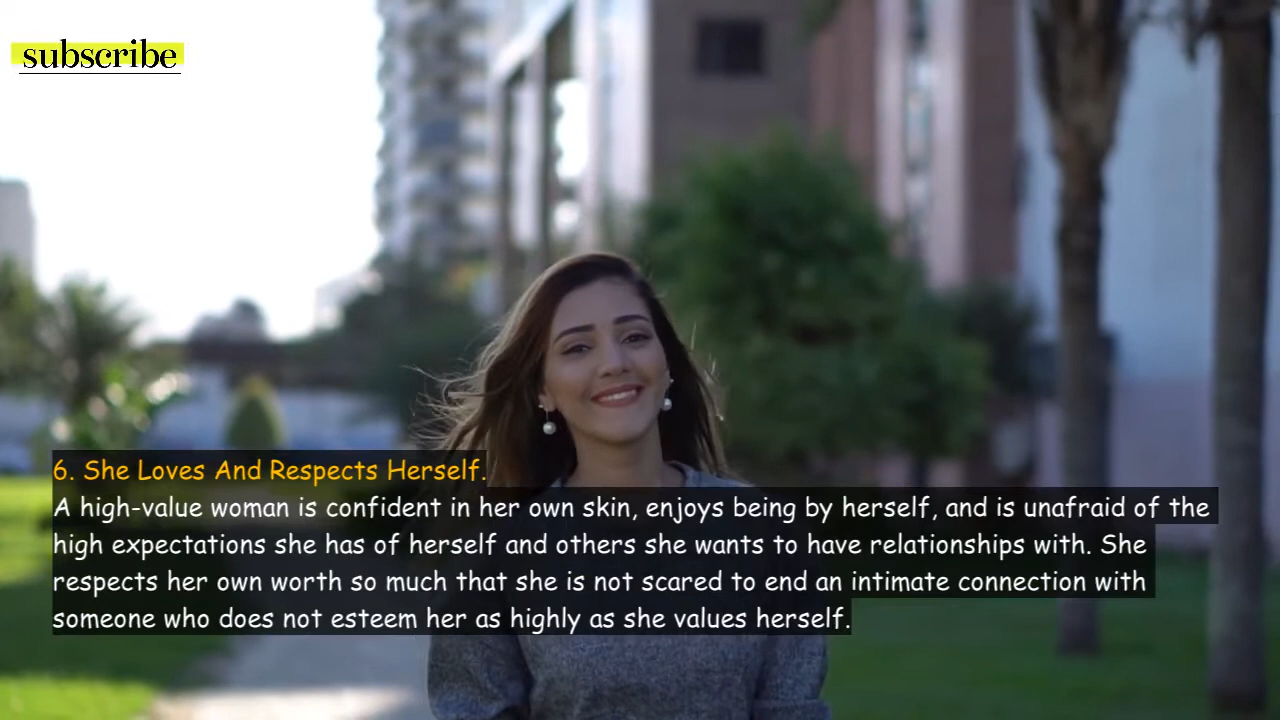 subscribe
6. She Loves And Respects Herself.
A high-value woman is confident in her own skin, enjoys being by herself, and is unafraid of the
high expectations she has of herself and others she wants to have relationships with. She
respects her own worth so much that she is not scared to end an intimate connection with
someone who does not esteem her as highly as she values herself.